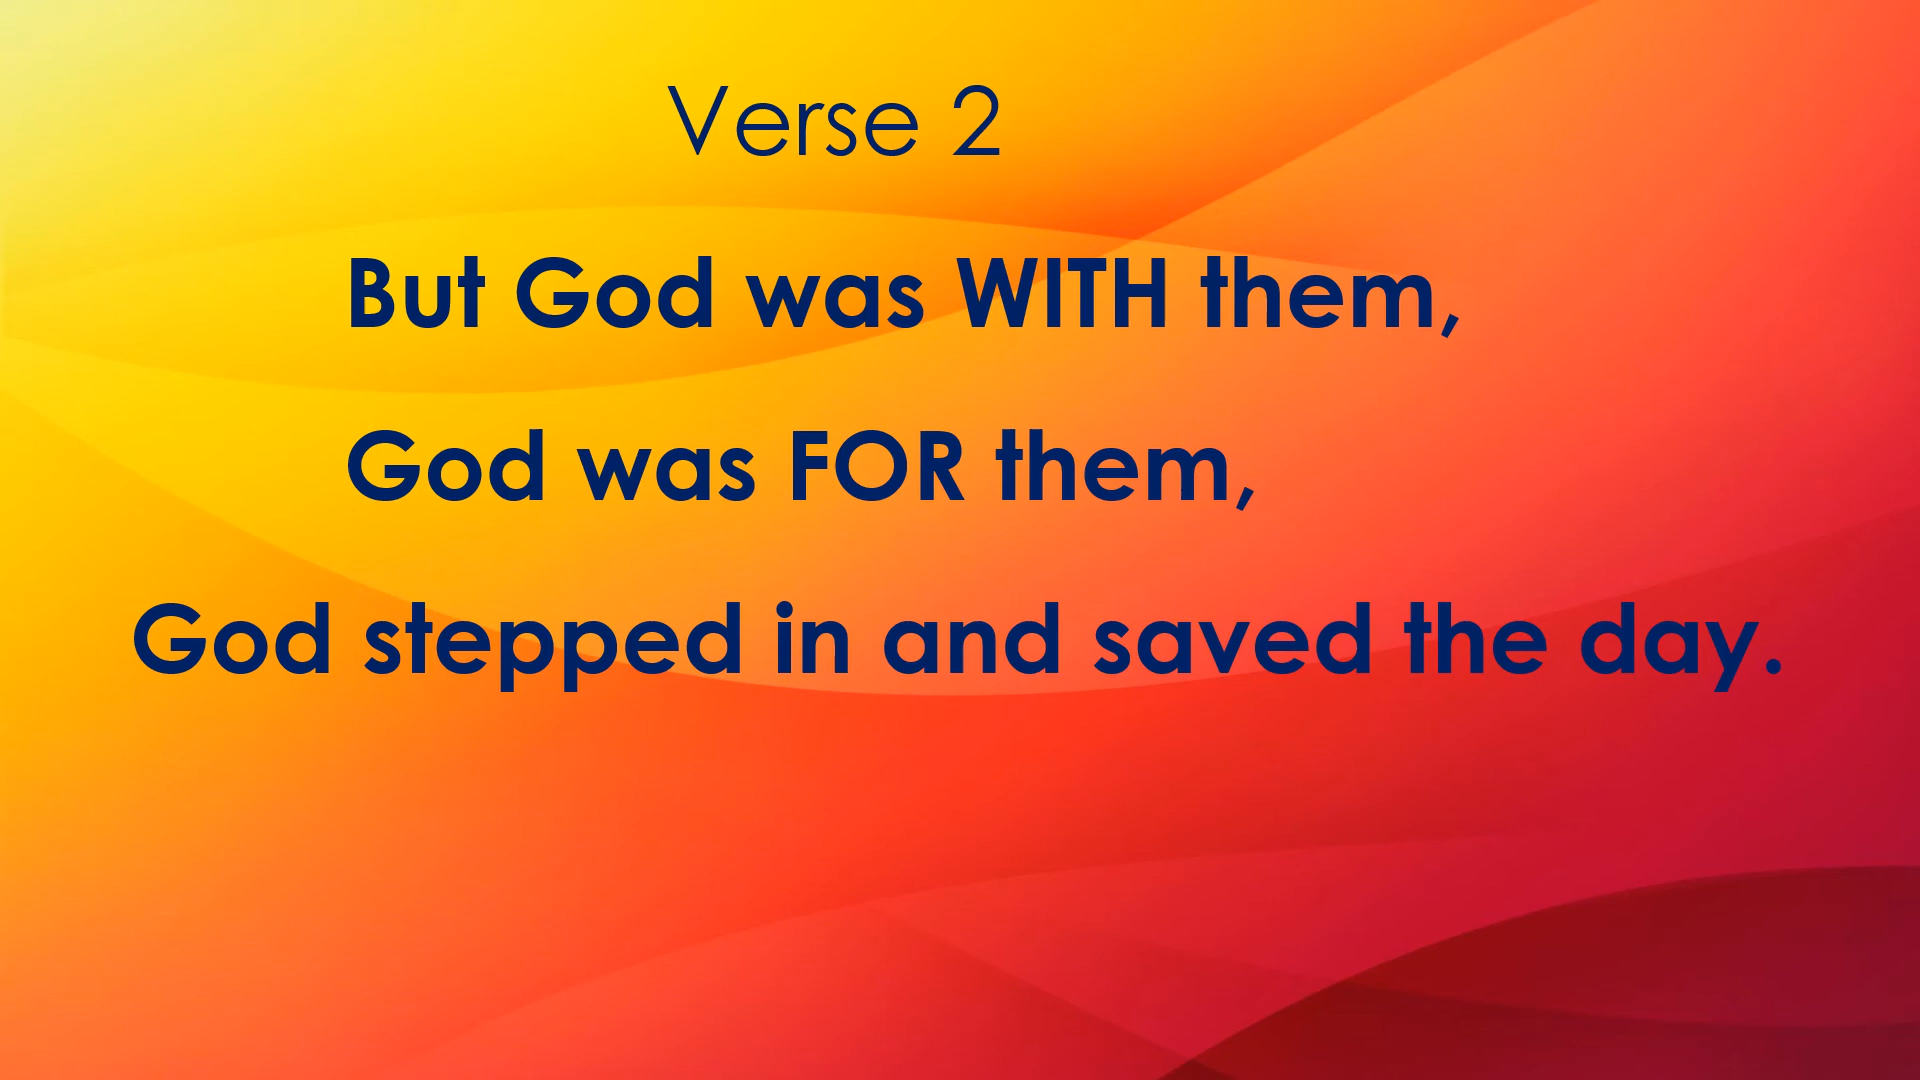 Verse 2
But God was WITH them,
God was FOR them,
God stepped in and saved the day.